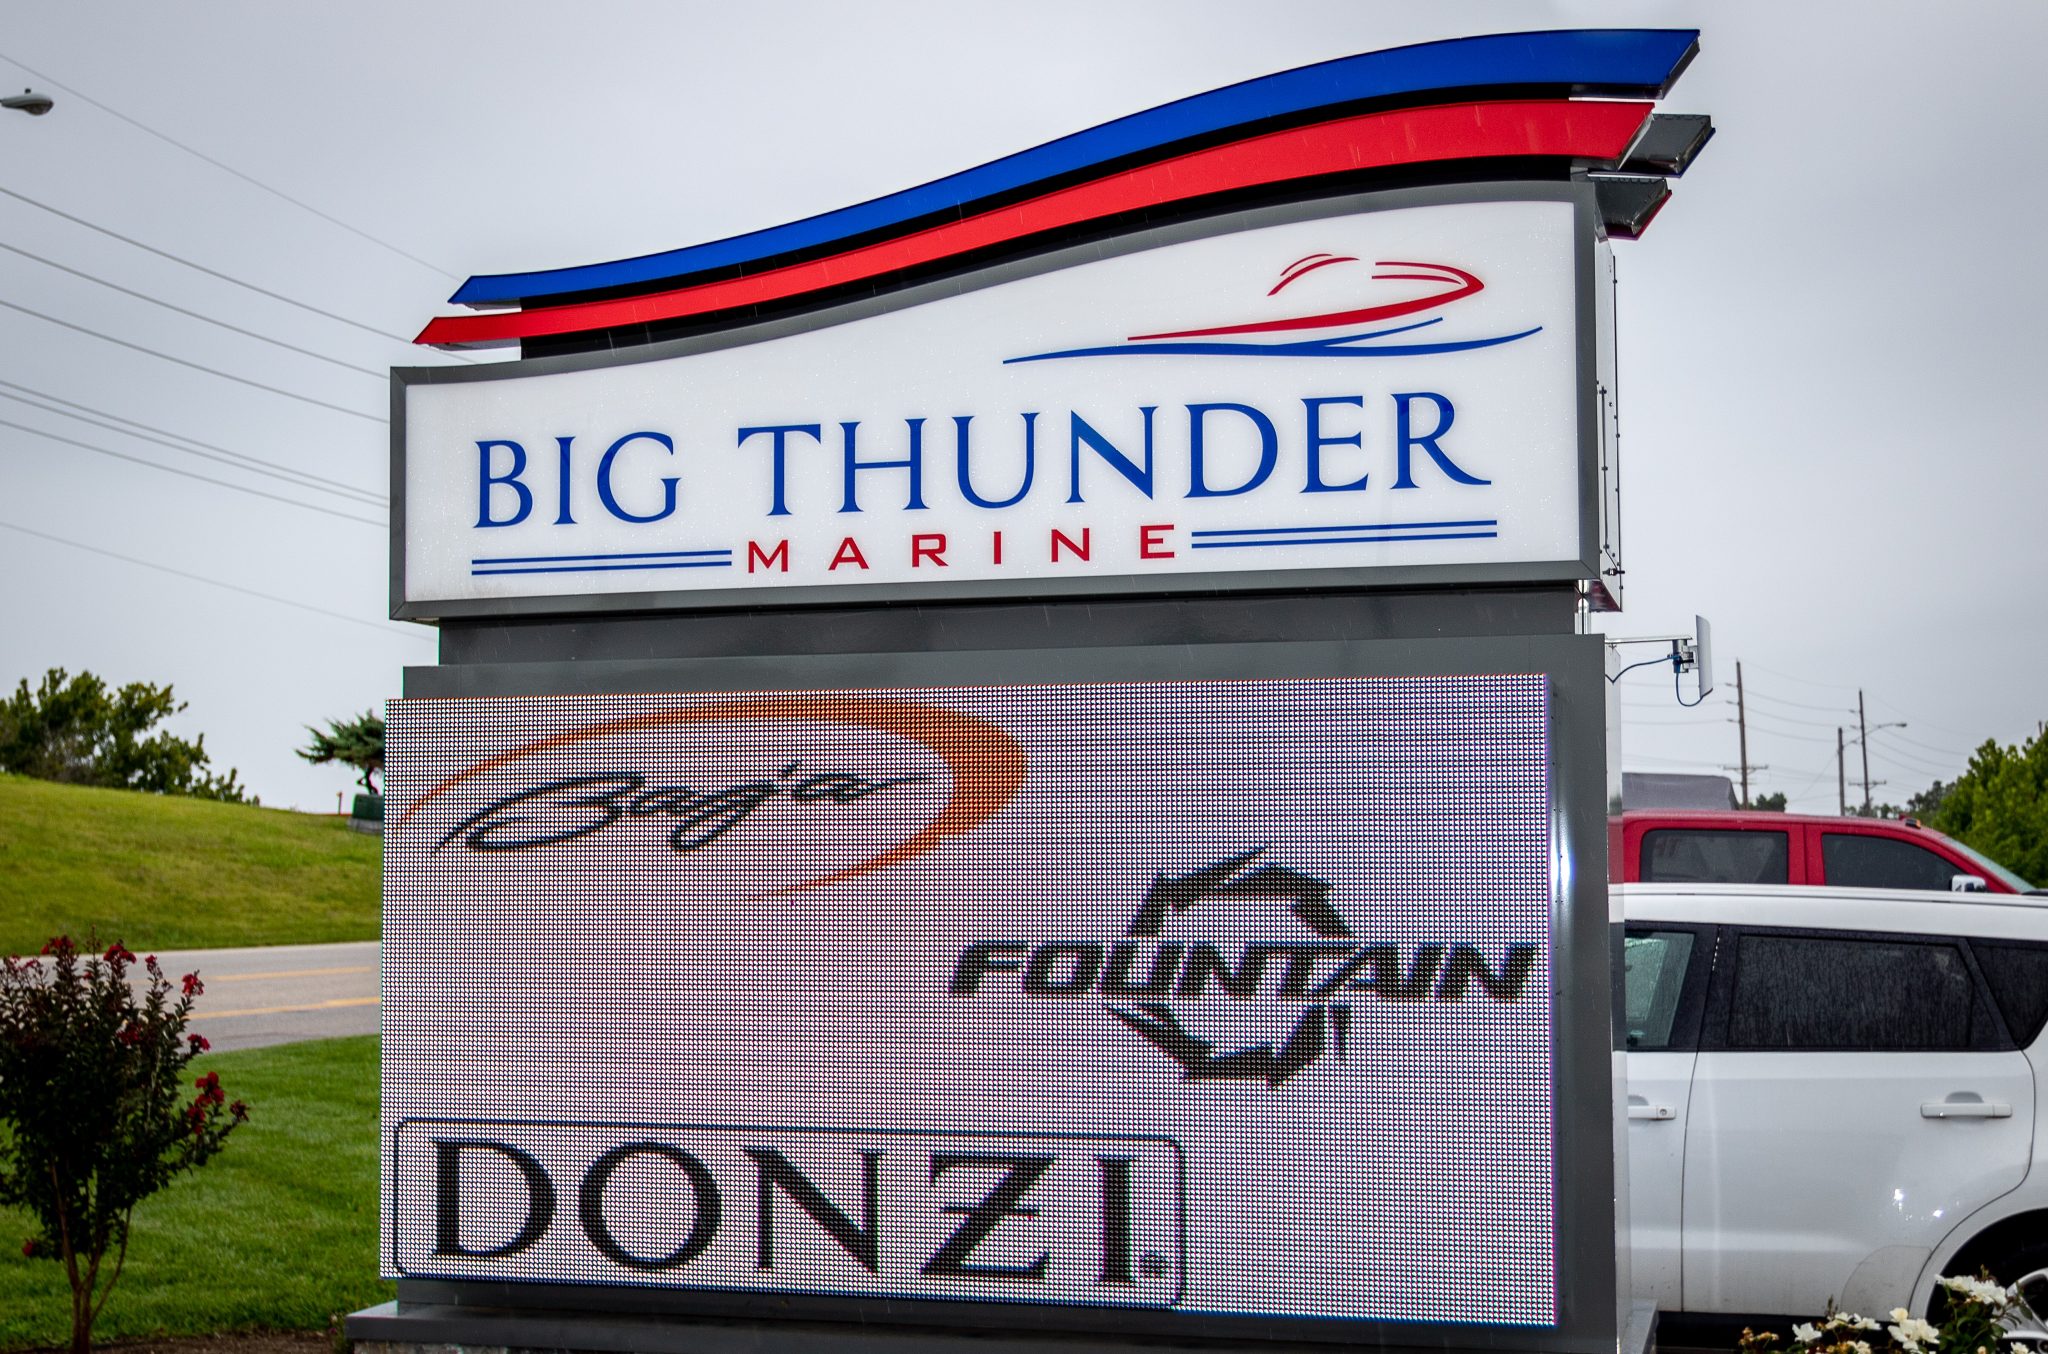 BIG THUNDER
MARINE
Baja
FOUNTAIN
DONZI®